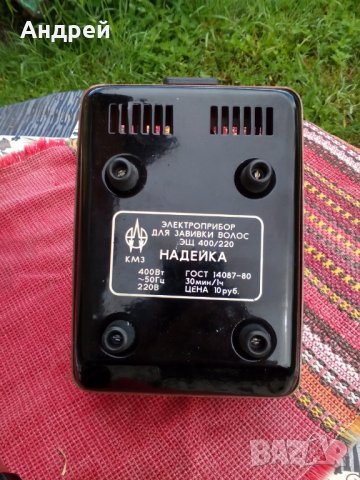 Андрей
ЭЛЕКТРОПРИБОР
ДЛЯ ЗАВИВКИ ВОЛОС
ЭЩ 400/220
КМЗ
НАДЕЙКА
400Вт ГОСТ 14087-80
~50Гц 30мин/1ч
220В ЦЕНА 10руб.
BAZAR